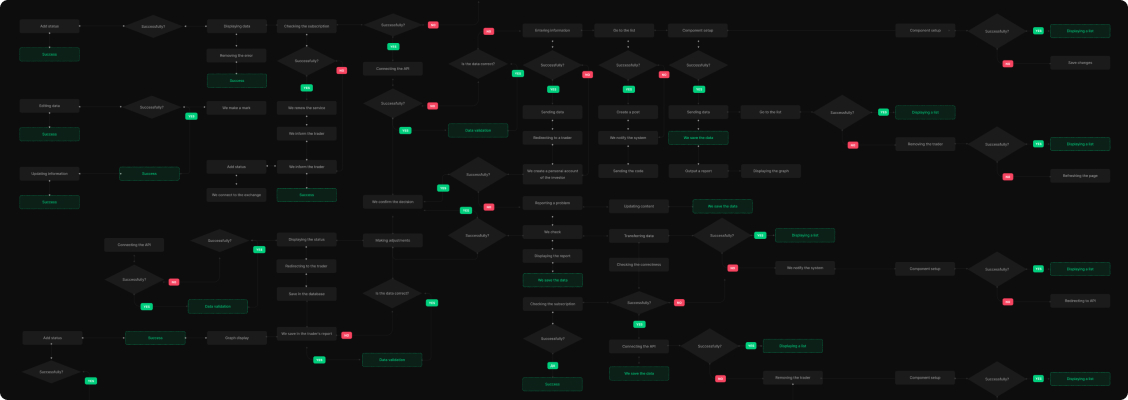 Add status
Successfully?
Displaying data
Checking the subscription
Successfully?
NO
NO
Entering information
Go to the list
Component setup
Component setup
Successfully?
YES
Displaying a list
Success
Removing the error
YES
Successfully?
Is the data correct?
Successfully?
Successfully?
Successfully?
NO
Save changes
Success
NO
Connecting the API
YES
NO
NO
YES
YES
YES
Editing data
Successfully?
YES
We make a mark
We renew the service
Successfully?
NO
Sending data
Create a post
Sending data
Go to the list
Successfully?
YES
Displaying a list
Success
We inform the trader
YES
Data validation
Redirecting to a trader
We notify the system
We save the data
NO
Removing the trader
Successfully?
YES
Displaying a list
Updating information
Success
Add status
We inform the trader
Successfully?
YES
We create a personal account
of the investor
Sending the code
Output a report
Displaying the graph
NO
Refreshing the page
Success
We connect to the exchange
Success
We confirm the decision
YES
NO
Reporting a problem
Updating content
We save the data
Connecting the API
Successfully?
YES
Displaying the status
Making adjustments
Successfully?
We check
Transferring data
Successfully?
YES
Displaying a list
Successfully?
NO
Redirecting to the trader
Displaying the report
Checking the correctness
NO
We notify the system
Component setup
Successfully?
YES
Displaying a list
YES
Data validation
Save in the database
Is the data correct?
YES
We save the data
Checking the subscription
Successfully?
NO
YES
NO
Redirecting to API
Add status
Success
Graph display
We save in the trader's report
NO
Successfully?
Connecting the API
Successfully?
YES
Displaying a list
Successfully?
YES
YES
Data validation
We save the data
NO
Removing the trader
Component setup
Successfully?
YES
Displaying a list
Success